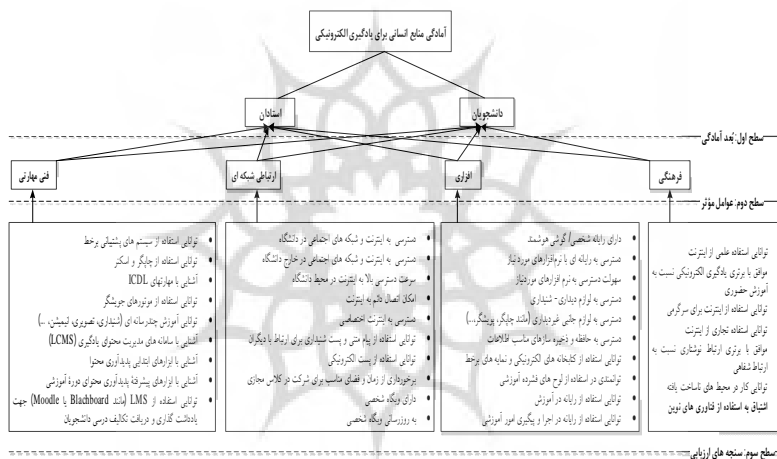 آمادگی منابع انسانی برای یادگیری الکترونیکی
دانشجویان
استادان
سطح اول: بُعد آمادگی
فرهنگی
افزاری
ارتباطی شبکه ای
فنی مهارتی
سطح دوم: عوامل مؤثر
توانایی استفاده علمی از اینترنت
موافق با برتری یادگیری الکترونیکی نسبت به
آموزش حضوری
توانایی استفاده از اینترنت برای سرگرمی
توانایی استفاده تجاری از اینترنت
موافق با برتری ارتباط نوشتاری نسبت به
ارتباط شفاهی
توانایی کار در محیط های ناساخت یافته
اشتیاق به استفاده از فناوری های نوین
• دارای رایانه شخصی/ گوشی هوشمند
• دسترسی به رایانه ای با نرم‌افزارهای مورد نیاز
• سهولت دسترسی به نرم افزارهای موردنیاز
• دسترسی به لوازم دیداری- شنیداری
• دسترسی به لوازم جانبی غیردیداری (مانند چاپگر، پویشگر،...)
• دسترسی به حافظه و ذخیره سازهای مناسب اطلاعات
• توانایی استفاده از کتابخانه های الکترونیکی و نمایه های برخط
• توانمندی در استفاده از لوح های فشرده آموزشی
• توانایی استفاده از رایانه در آموزش
• توانایی استفاده از رایانه در اجرا و پیگیری امور آموزشی
• دسترسی به اینترنت و شبکه های اجتماعی در دانشگاه
• دسترسی به اینترنت و شبکه های اجتماعی در خارج دانشگاه
• سرعت دسترسی بالا به اینترنت در محیط دانشگاه
• امکان اتصال دائم به اینترنت
• دسترسی به اینترنت اختصاصی
• توانایی استفاده از پیام متنی و پست شنیداری برای ارتباط با دیگران
• توانایی استفاده از پست الکترونیکی
• برخورداری از زمان و فضای مناسب برای شرکت در کلاس مجازی
• دارای وبگاه شخصی
• به روزرسانی وبگاه شخصی
• توانایی استفاده از سیستم های پشتیبانی برخط
• توانایی استفاده از چاپگر و اسکنر
• آشنایی با مهارتهای ICDL
• توانایی استفاده از موتورهای جویشگر
• توانایی آموزش چندرسانه ای (شنیداری، تصویری، انیمیشن، ...)
• آشنایی با سامانه های مدیریت محتوای یادگیری (LCMS)
• آشنایی با ابزارهای ابتدایی پدیدآوری محتوا
• آشنایی با ابزارهای پیشرفتۀ پدیدآوری محتوای دورۀ آموزشی
• توانایی استفاده از LMS (مانند Blachboard یا Moodle) جهت
یادداشت گذاری و دریافت تکالیف درسی دانشجویان
سطح سوم: سنجه های ارزیابی